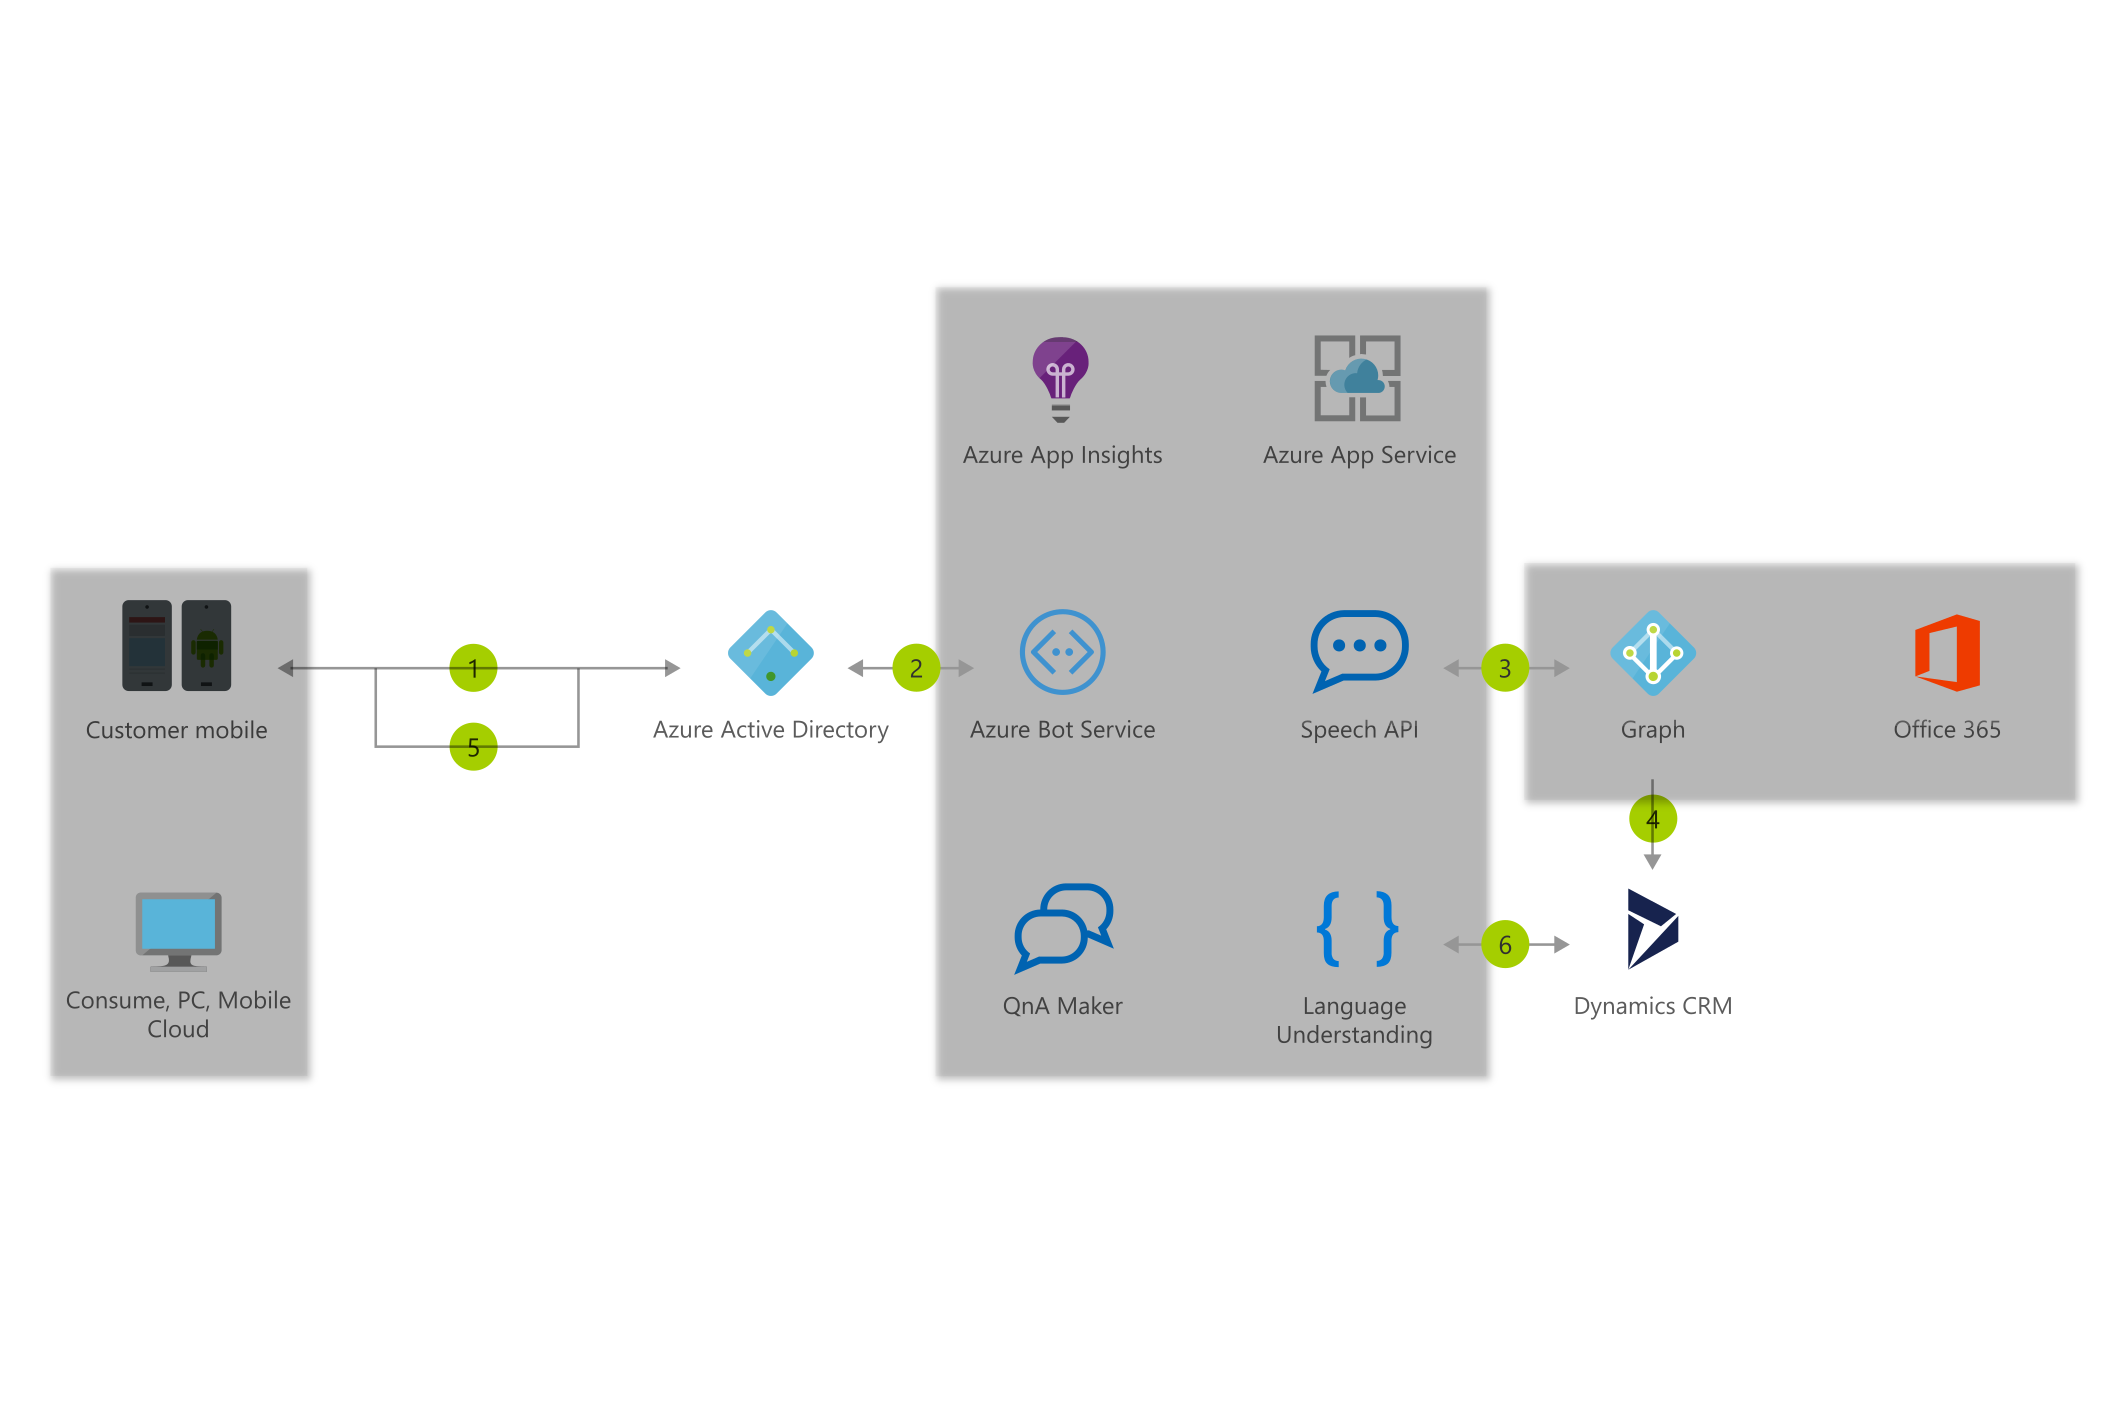 Azure App Insights
Azure App Service
1
2
3
Customer mobile
5
Azure Active Directory
Azure Bot Service
Speech API
Graph
Office 365
4
6
Consume, PC, Mobile
Cloud
QnA Maker
Language
Understanding
Dynamics CRM